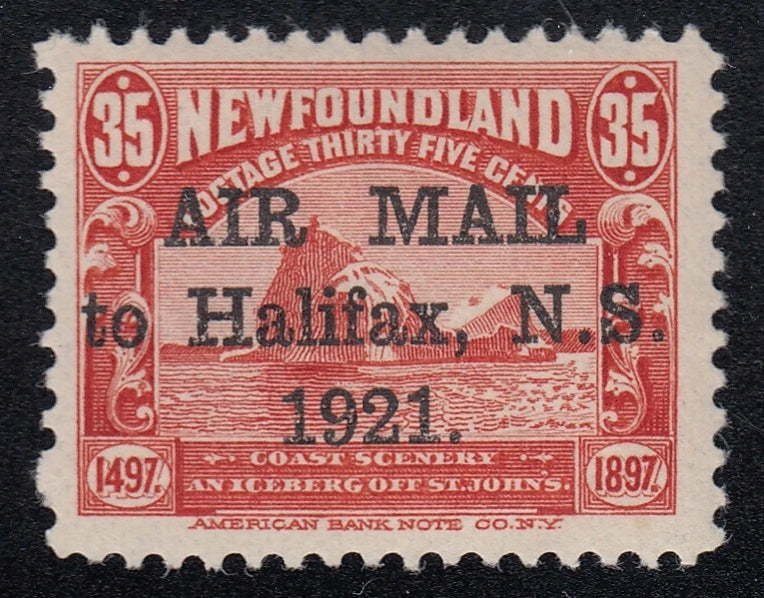 35 NEWFOUNDLAND 35
POSTAGE THIRTY FIVE CENTS
AIR MAIL
to Halifax, N.S.
1921.
COAST SCENERY
1497. AN ICEBERG OFF ST. JOHN'S. 1897.
AMERICAN BANK NOTE CO. N.Y.